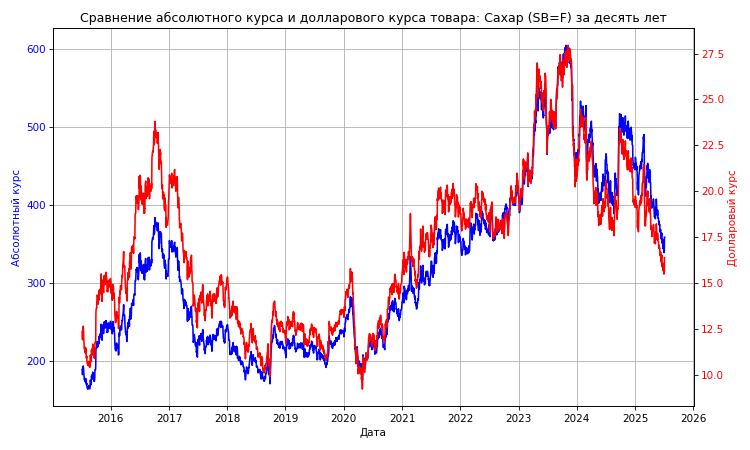 Сравнение абсолютного курса и долларового курса товара: Сахар (SB=F) за десять лет
600
500
400
300
200
Абсолютный курс
27.5
25.0
22.5
20.0
17.5
15.0
12.5
10.0
Долларовый курс
2016 2017 2018 2019 2020 2021 2022 2023 2024 2025 2026
Дата